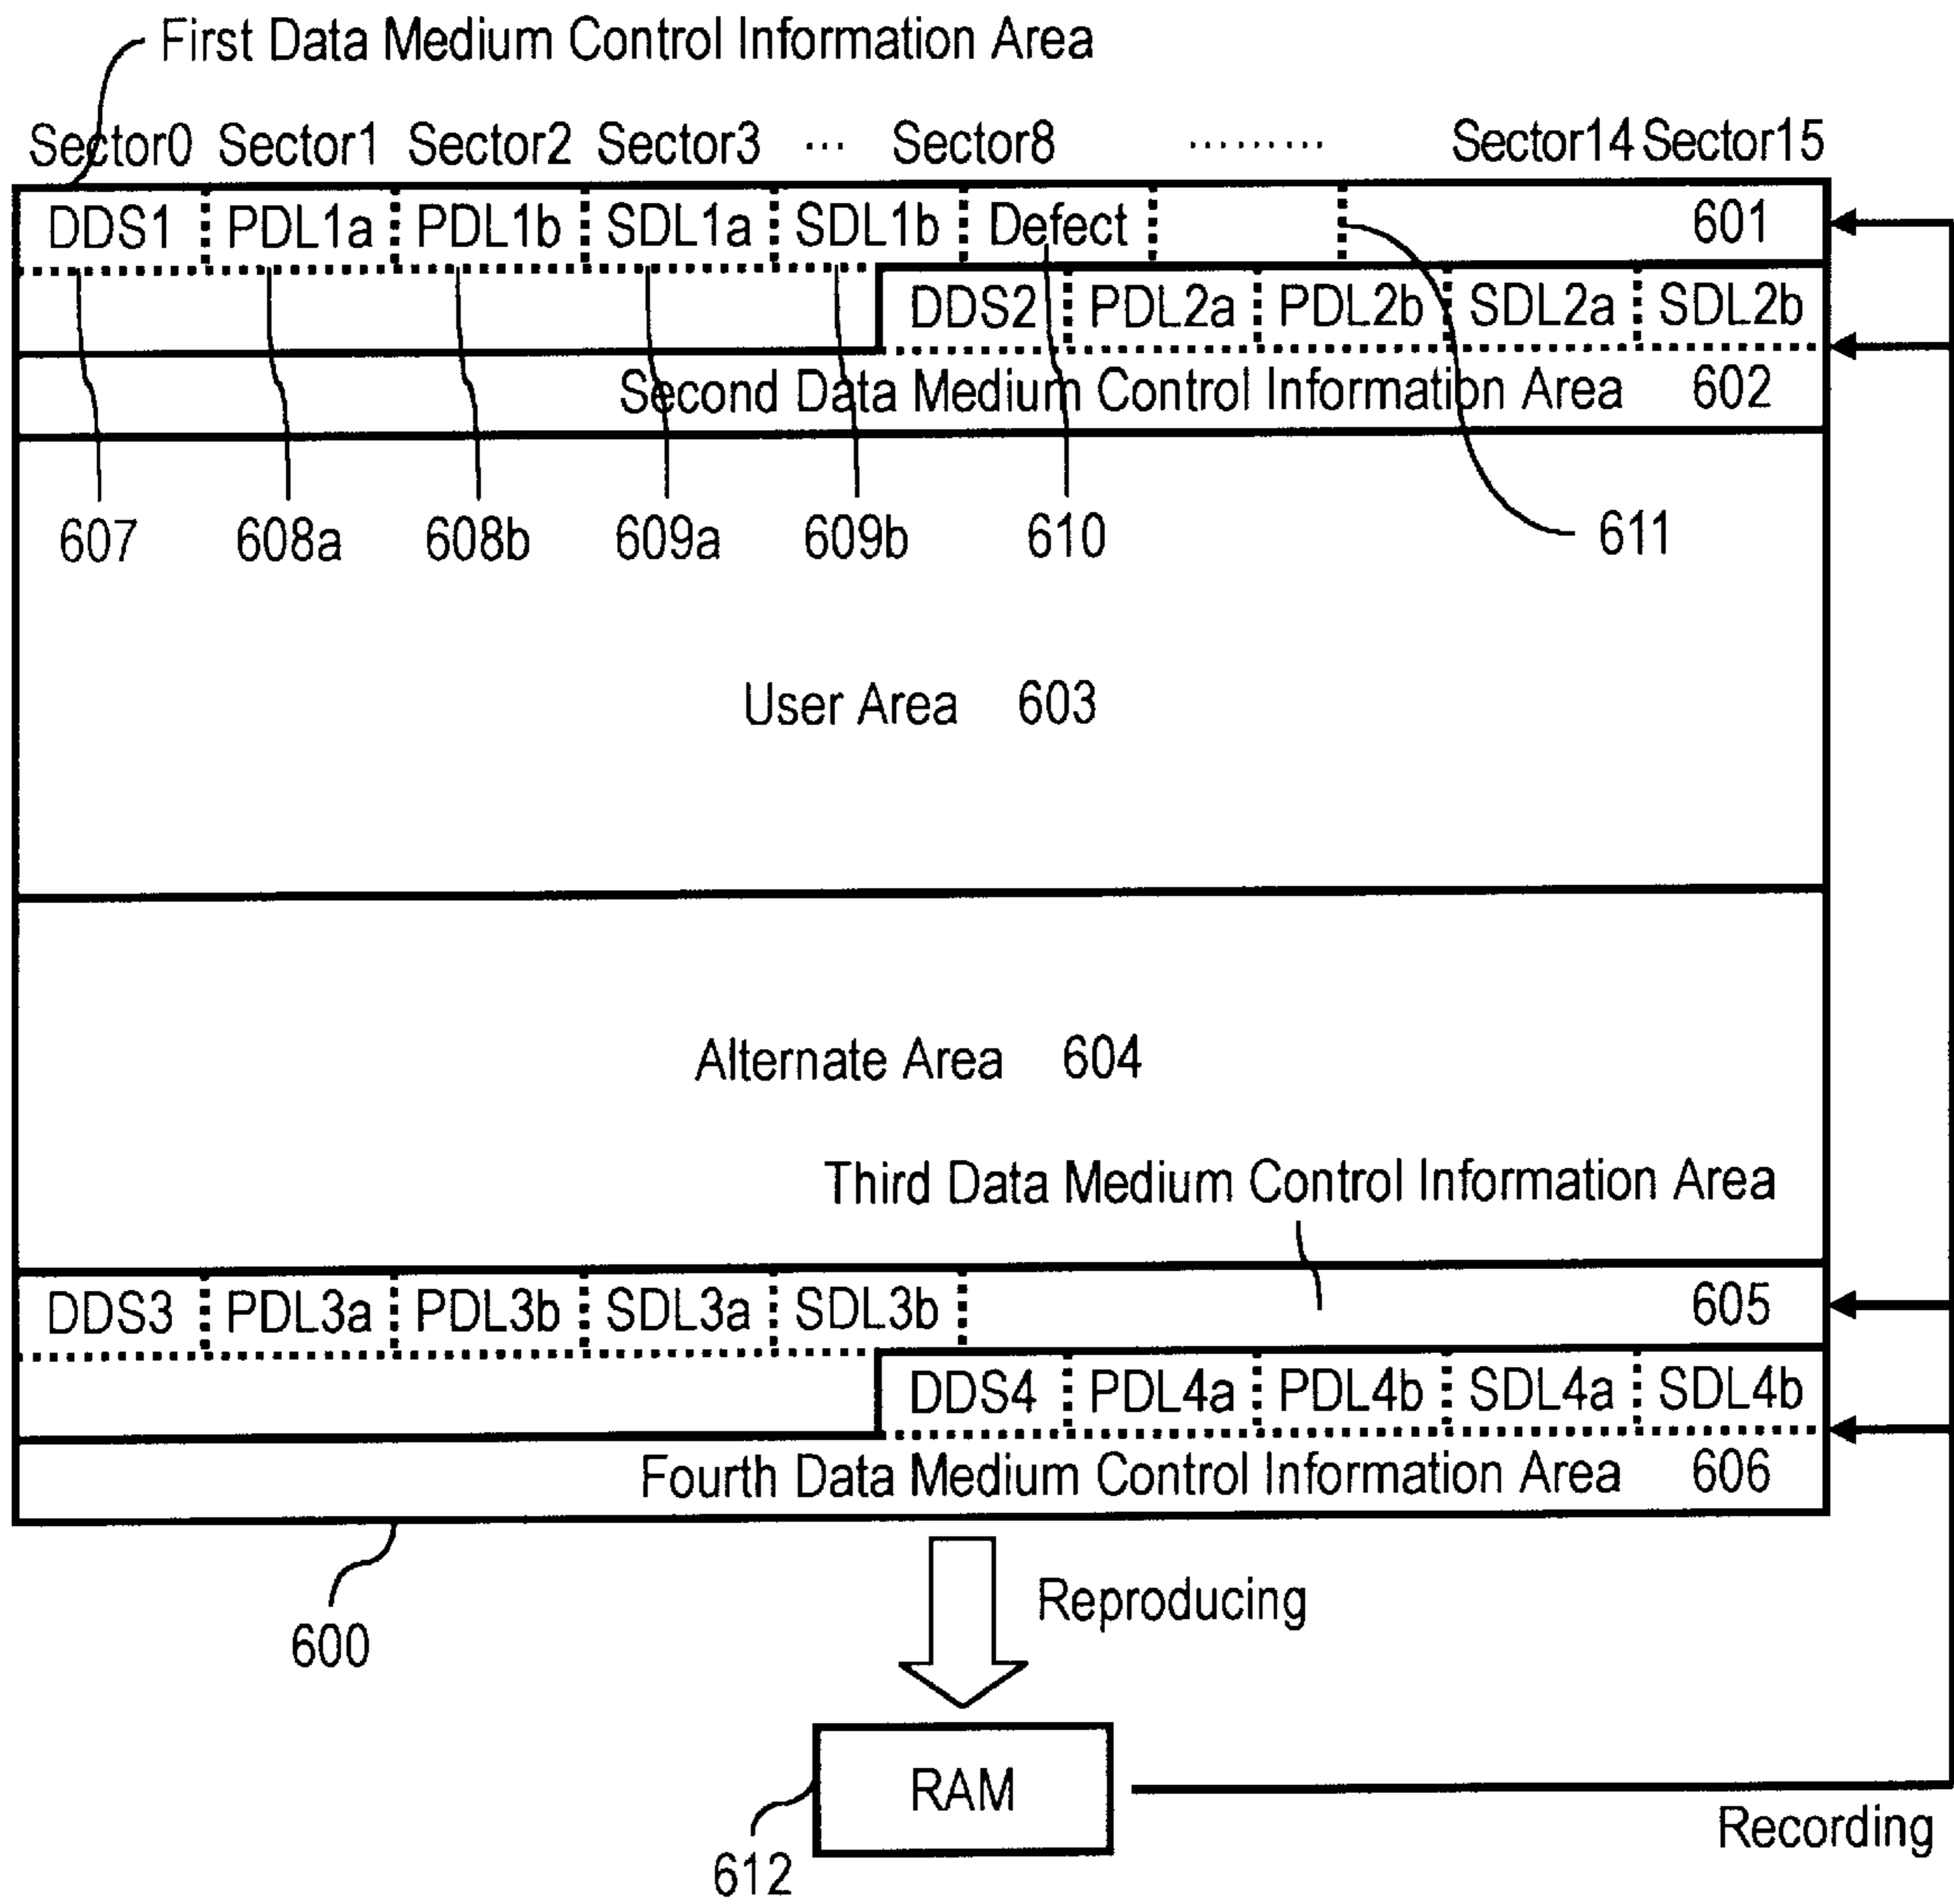 First Data Medium Control Information Area
Sector0 Sector1 Sector2 Sector3 ... Sector8 ......... Sector14 Sector15
DDS1 PDL1a PDL1b SDL1a SDL1b Defect 601
DDS2 PDL2a PDL2b SDL2a SDL2b
Second Data Medium Control Information Area 602
607 608a 608b 609a 609b 610 611
User Area 603
Alternate Area 604
Third Data Medium Control Information Area
DDS3 PDL3a PDL3b SDL3a SDL3b 605
DDS4 PDL4a PDL4b SDL4a SDL4b
Fourth Data Medium Control Information Area 606
600
Reproducing
RAM
612
Recording